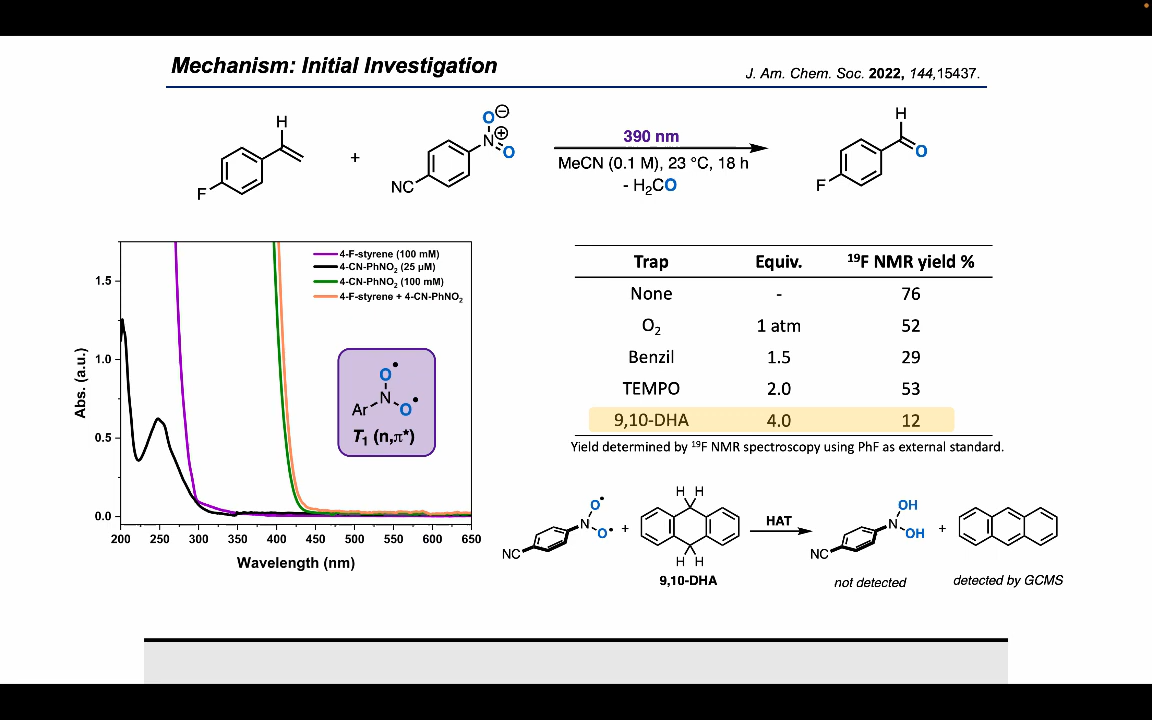 Mechanism: Initial Investigation
J. Am. Chem. Soc. 2022, 144,15437.
H
F
+
O⊖
N⊕
O
NC
390 nm
MeCN (0.1 M), 23 °C, 18 h
- H₂CO
H
O
F
4-F-styrene (100 mM)
4-CN-PhNO₂ (25 µM)
4-CN-PhNO₂ (100 mM)
4-F-styrene + 4-CN-PhNO₂
Abs. (a.u.)
1.5
1.0
0.5
0.0
200 250 300 350 400 450 500 550 600 650
Wavelength (nm)
O•
Ar N O•
T₁ (n,π*)
Trap Equiv. ¹⁹F NMR yield %
None - 76
O₂ 1 atm 52
Benzil 1.5 29
TEMPO 2.0 53
9,10-DHA 4.0 12
Yield determined by ¹⁹F NMR spectroscopy using PhF as external standard.
O•
N O•
NC
+
H H
H H
9,10-DHA
HAT
OH
N OH
NC
not detected
+
detected by GCMS